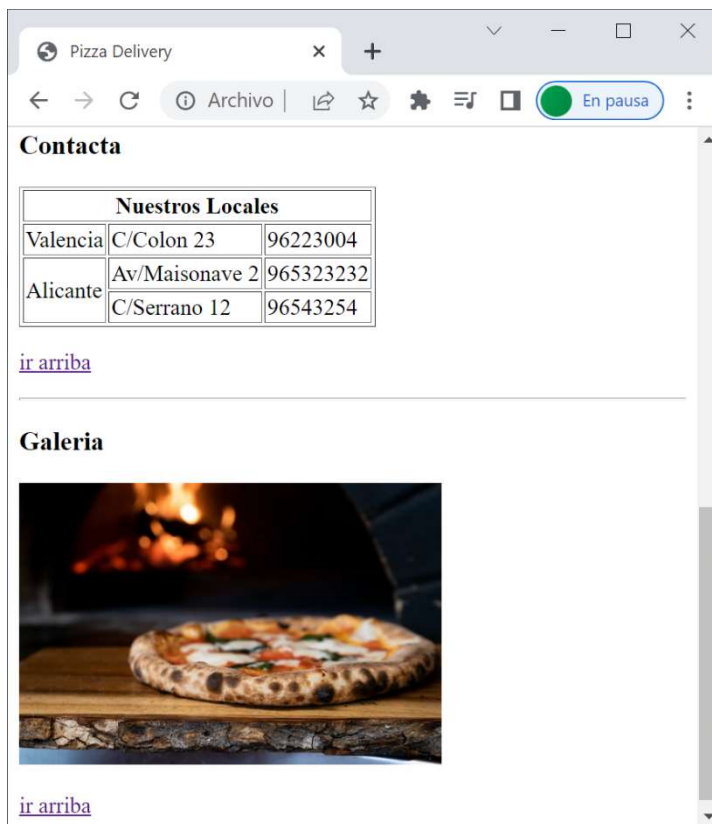 Pizza Delivery
Archivo
En pausa
Contacta
Nuestros Locales
Valencia C/Colon 23 96223004
Alicante Av/Maisonave 2 965323232
C/Serrano 12 96543254
ir arriba
Galeria
ir arriba